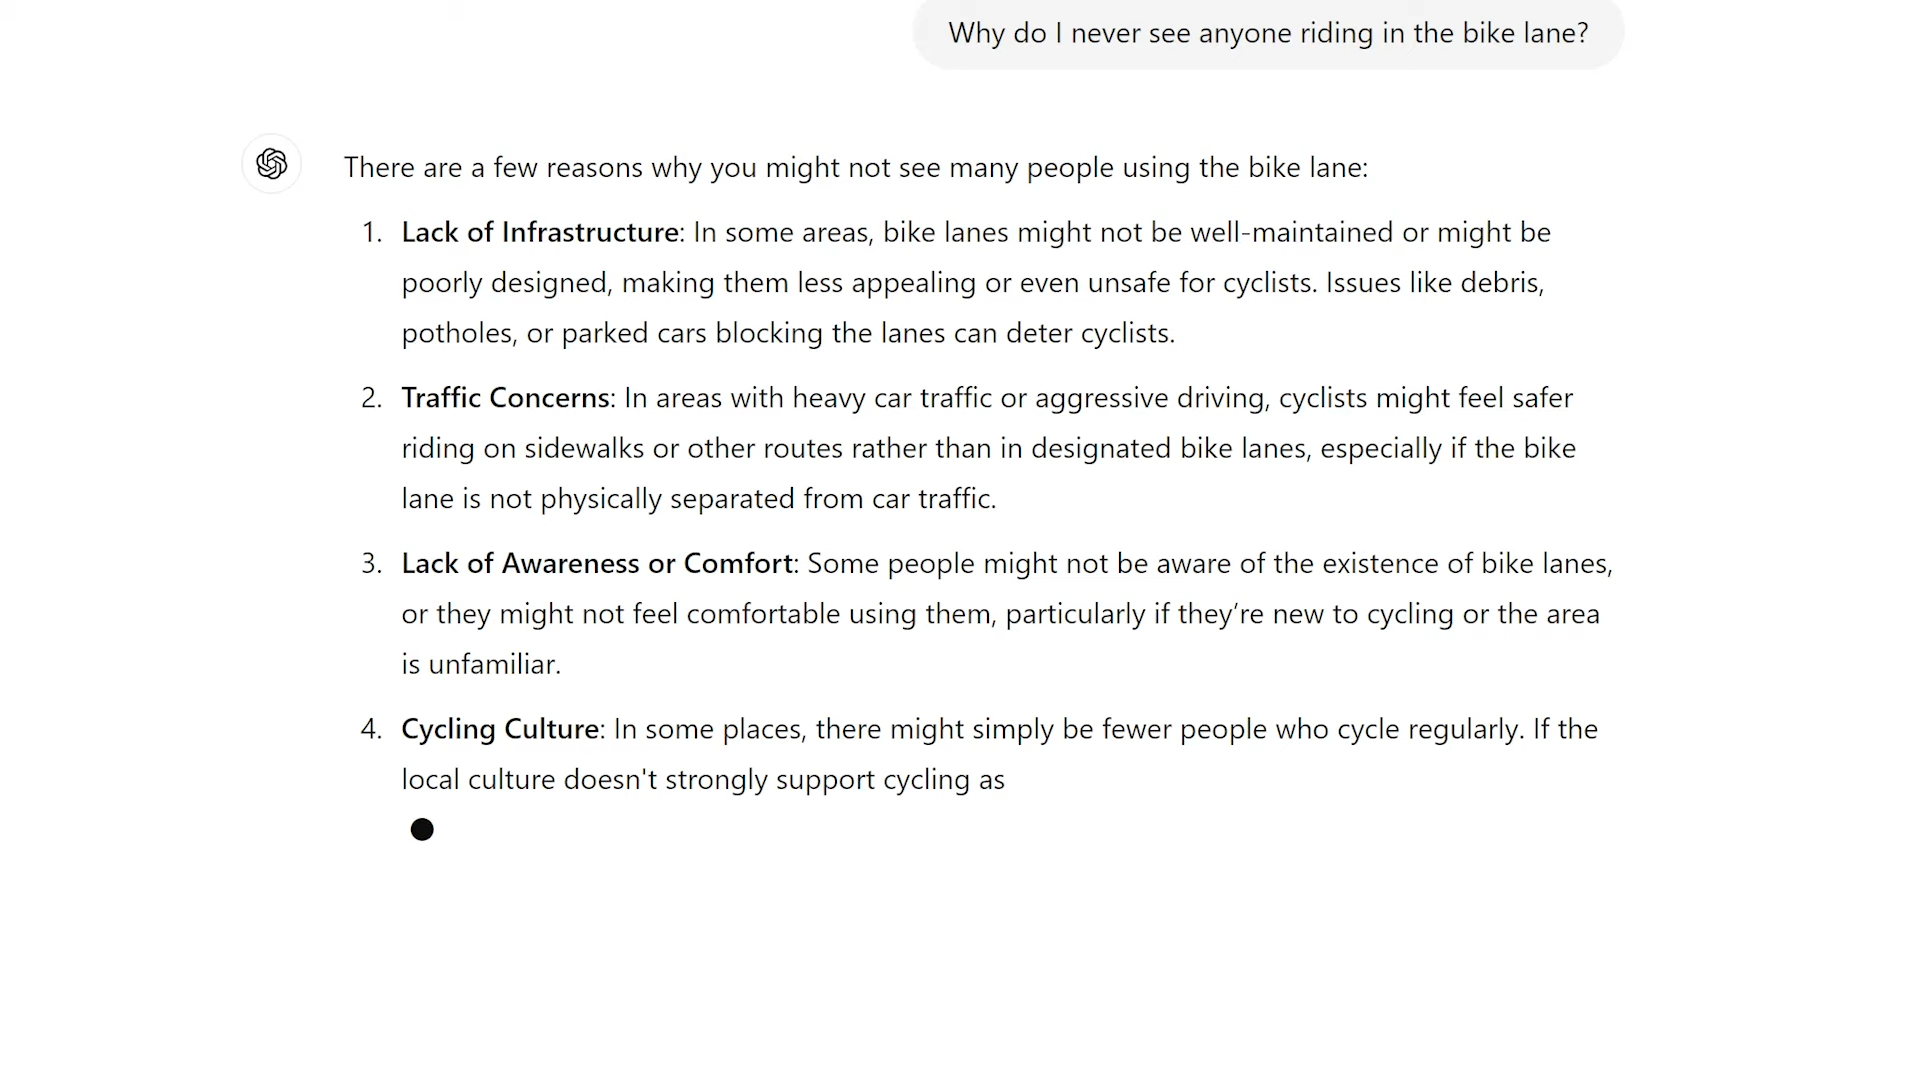 Why do I never see anyone riding in the bike lane?
There are a few reasons why you might not see many people using the bike lane:
1. Lack of Infrastructure: In some areas, bike lanes might not be well-maintained or might be
poorly designed, making them less appealing or even unsafe for cyclists. Issues like debris,
potholes, or parked cars blocking the lanes can deter cyclists.
2. Traffic Concerns: In areas with heavy car traffic or aggressive driving, cyclists might feel safer
riding on sidewalks or other routes rather than in designated bike lanes, especially if the bike
lane is not physically separated from car traffic.
3. Lack of Awareness or Comfort: Some people might not be aware of the existence of bike lanes,
or they might not feel comfortable using them, particularly if they’re new to cycling or the area
is unfamiliar.
4. Cycling Culture: In some places, there might simply be fewer people who cycle regularly. If the
local culture doesn't strongly support cycling as